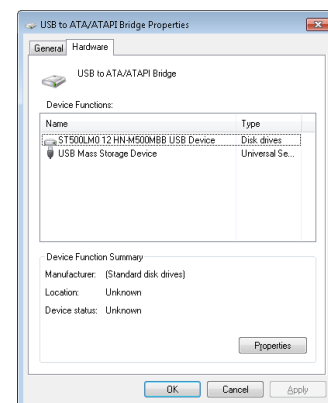 USB to ATA/ATAPI Bridge Properties
General Hardware
USB to ATA/ATAPI Bridge
Device Functions:
Name Type
ST500LM0 12 HN-M500MBB USB Device Disk drives
USB Mass Storage Device Universal Se...
Device Function Summary
Manufacturer: (Standard disk drives)
Location: Unknown
Device status: Unknown
Properties
OK Cancel Apply